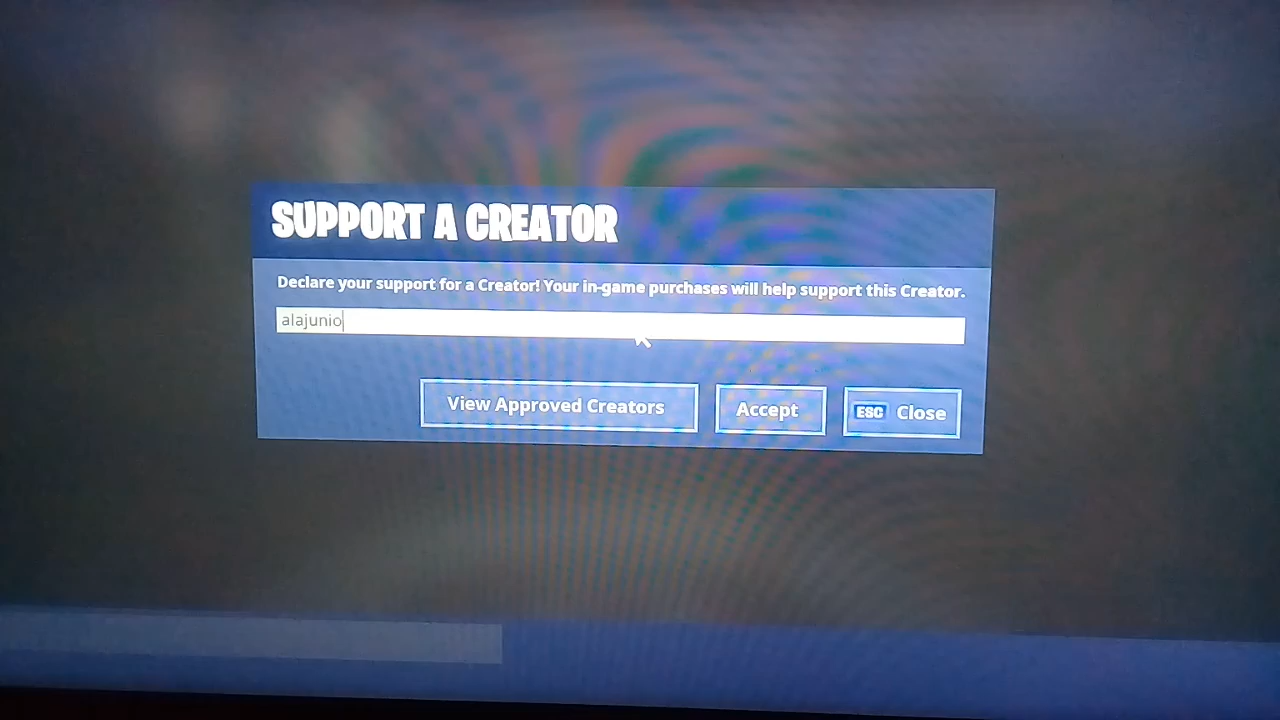 SUPPORT A CREATOR
Declare your support for a Creator! Your in-game purchases will help support this Creator.
alajunio
View Approved Creators
Accept
ESC Close